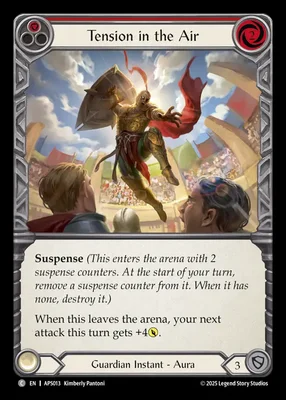 Tension in the Air
Suspense (This enters the arena with 2
suspense counters. At the start of your turn,
remove a suspense counter from it. When it has
none, destroy it.)
When this leaves the arena, your next
attack this turn gets +4.
Guardian Instant - Aura
3
C EN | APS013 Kimberly Pantoni
© 2025 Legend Story Studios